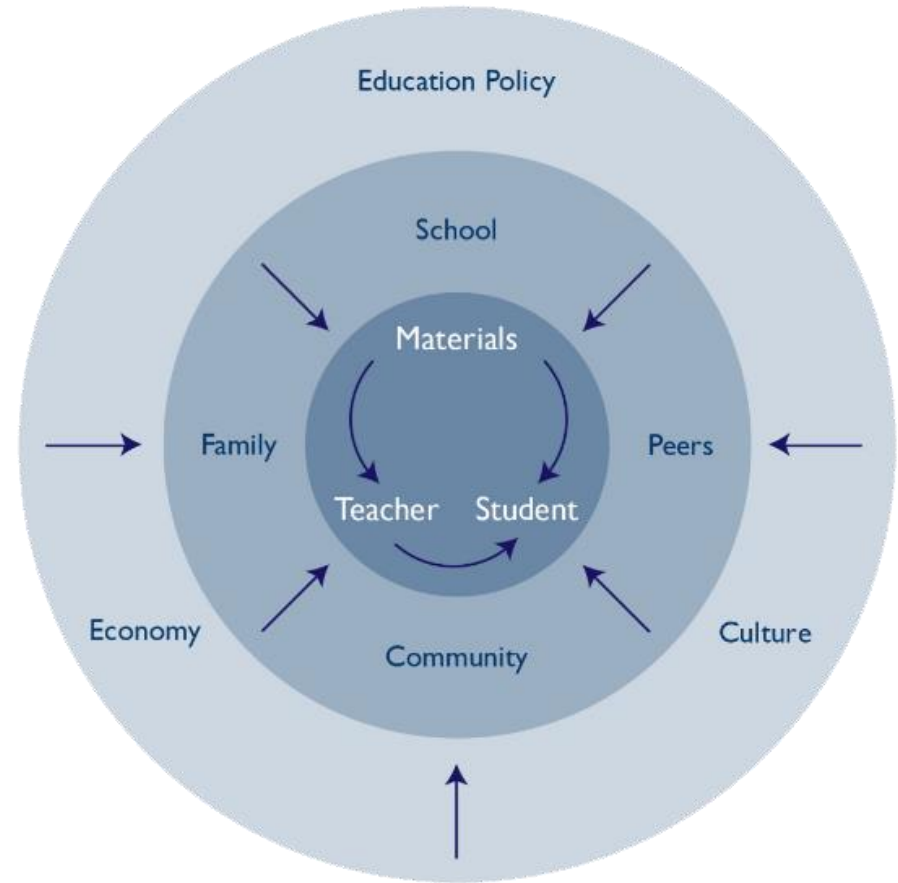 Education Policy
School
Materials
Family
Peers
Teacher
Student
Economy
Culture
Community